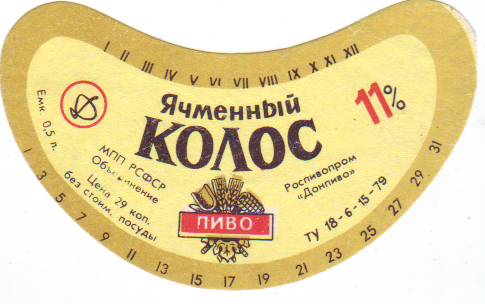 I II III IV V VI VII VIII IX X XI XII
Ячменный
КОЛОС
11%
Емк. 0,5 л.
МПП РСФСР
Объединение
Цена 29 коп.
без стоим. посуды
ПИВО
Роспивопром
„Донпиво"
ТУ 18-6-15-79
1 3 5 7 9 11 13 15 17 19 21 23 25 27 29 31